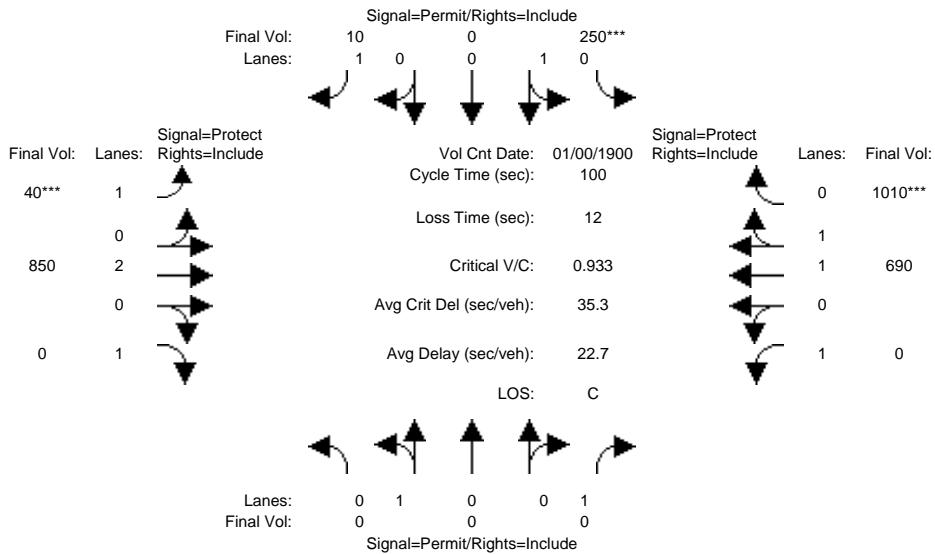 Signal=Permit/Rights=Include
Final Vol: 10 0 250***
Lanes: 1 0 0 1 0
Signal=Protect
Final Vol: Lanes: Rights=Include
Vol Cnt Date: 01/00/1900
Signal=Protect
Rights=Include Lanes: Final Vol:
Cycle Time (sec): 100
40*** 1
0 1010***
Loss Time (sec): 12
0
1
850 2
Critical V/C: 0.933
1 690
0
Avg Crit Del (sec/veh): 35.3
0
0 1
Avg Delay (sec/veh): 22.7
1 0
LOS: C
Lanes: 0 1 0 0 1
Final Vol: 0 0 0
Signal=Permit/Rights=Include